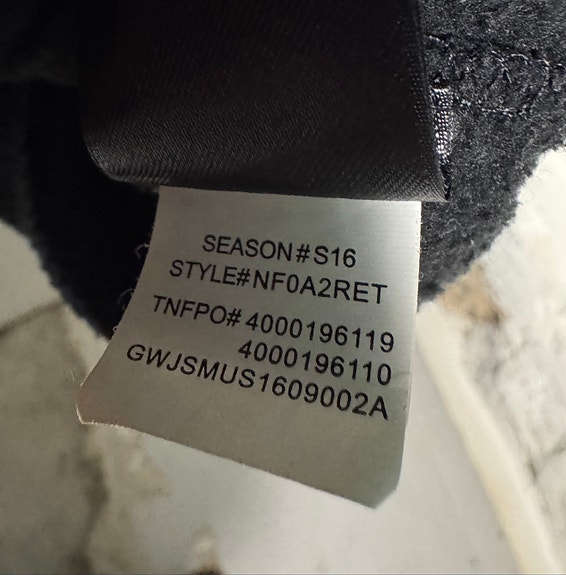 SEASON#S16
STYLE#NF0A2RET
TNFPO# 4000196119
4000196110
GWJSMUS1609002A